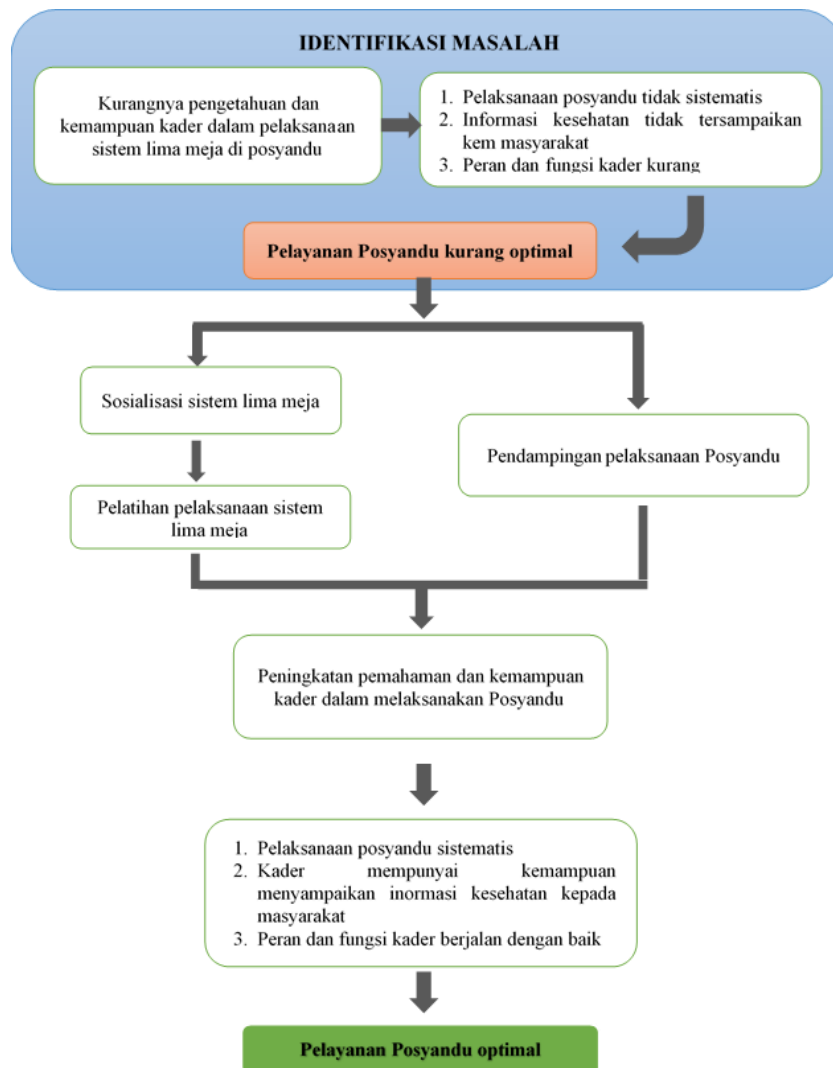 IDENTIFIKASI MASALAH
Kurangnya pengetahuan dan
kemampuan kader dalam pelaksanaan
sistem lima meja di posyandu
1. Pelaksanaan posyandu tidak sistematis
2. Informasi kesehatan tidak tersampaikan
kem masyarakat
3. Peran dan fungsi kader kurang
Pelayanan Posyandu kurang optimal
Sosialisasi sistem lima meja
Pendampingan pelaksanaan Posyandu
Pelatihan pelaksanaan sistem
lima meja
Peningkatan pemahaman dan kemampuan
kader dalam melaksanakan Posyandu
1. Pelaksanaan posyandu sistematis
2. Kader mempunyai kemampuan
menyampaikan inormasi kesehatan kepada
masyarakat
3. Peran dan fungsi kader berjalan dengan baik
Pelayanan Posyandu optimal